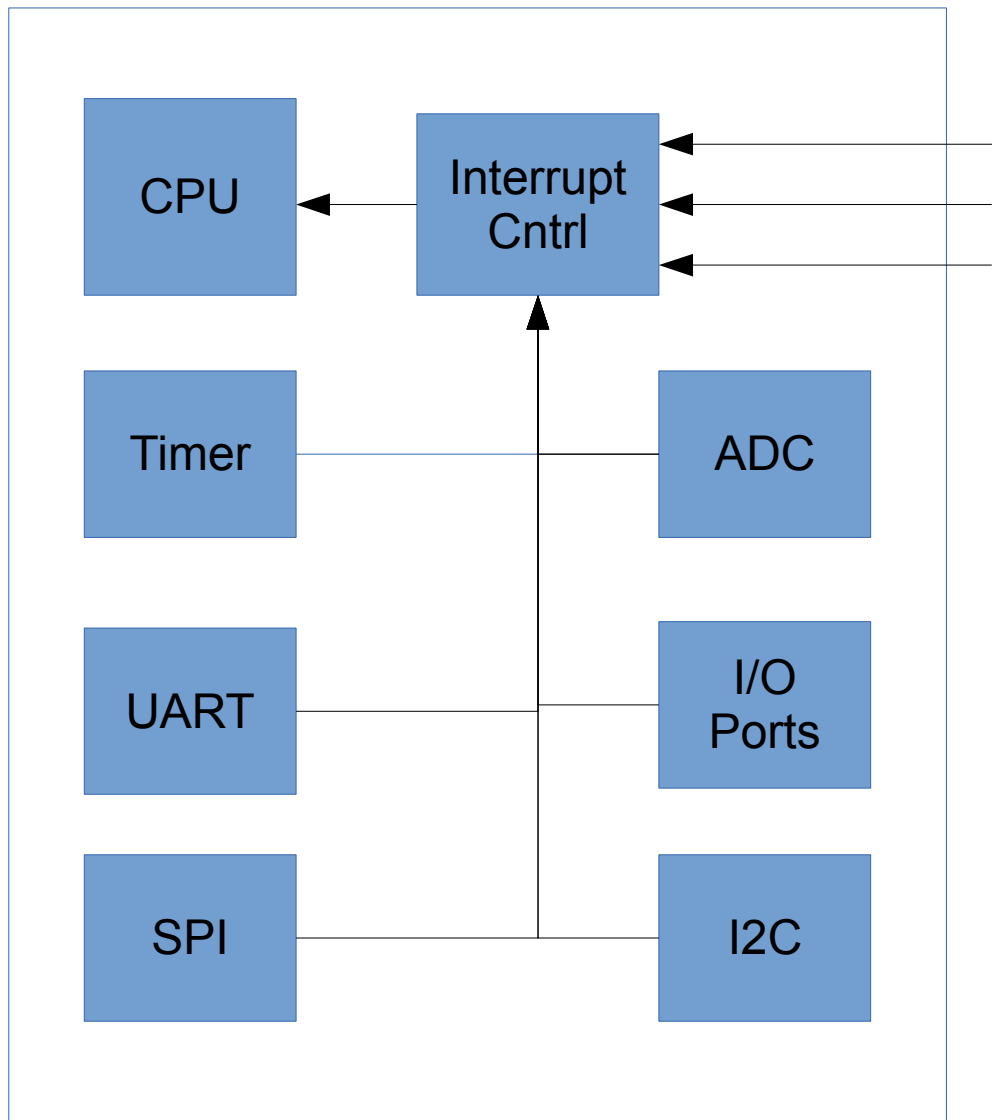 CPU
Interrupt
Cntrl
Timer
ADC
UART
I/O
Ports
SPI
I2C